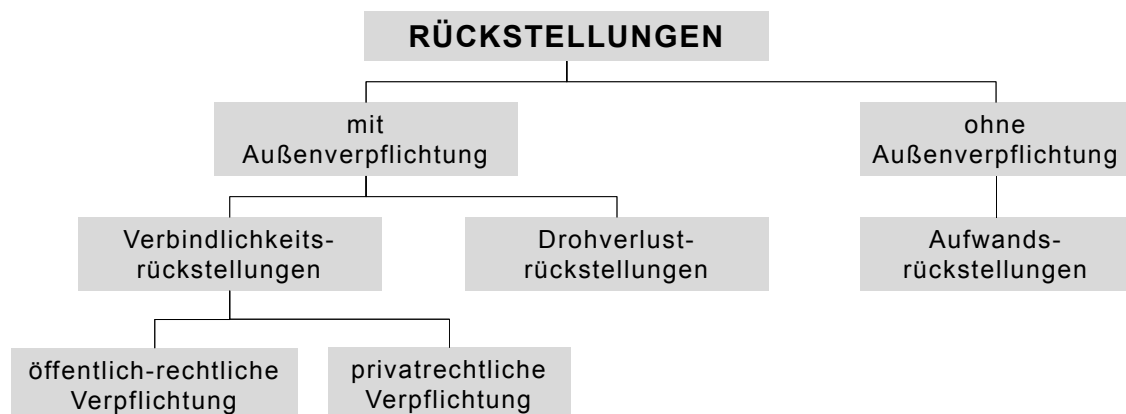 RÜCKSTELLUNGEN
mit
Außenverpflichtung
ohne
Außenverpflichtung
Verbindlichkeits-
rückstellungen
Drohverlust-
rückstellungen
Aufwands-
rückstellungen
öffentlich-rechtliche
Verpflichtung
privatrechtliche
Verpflichtung